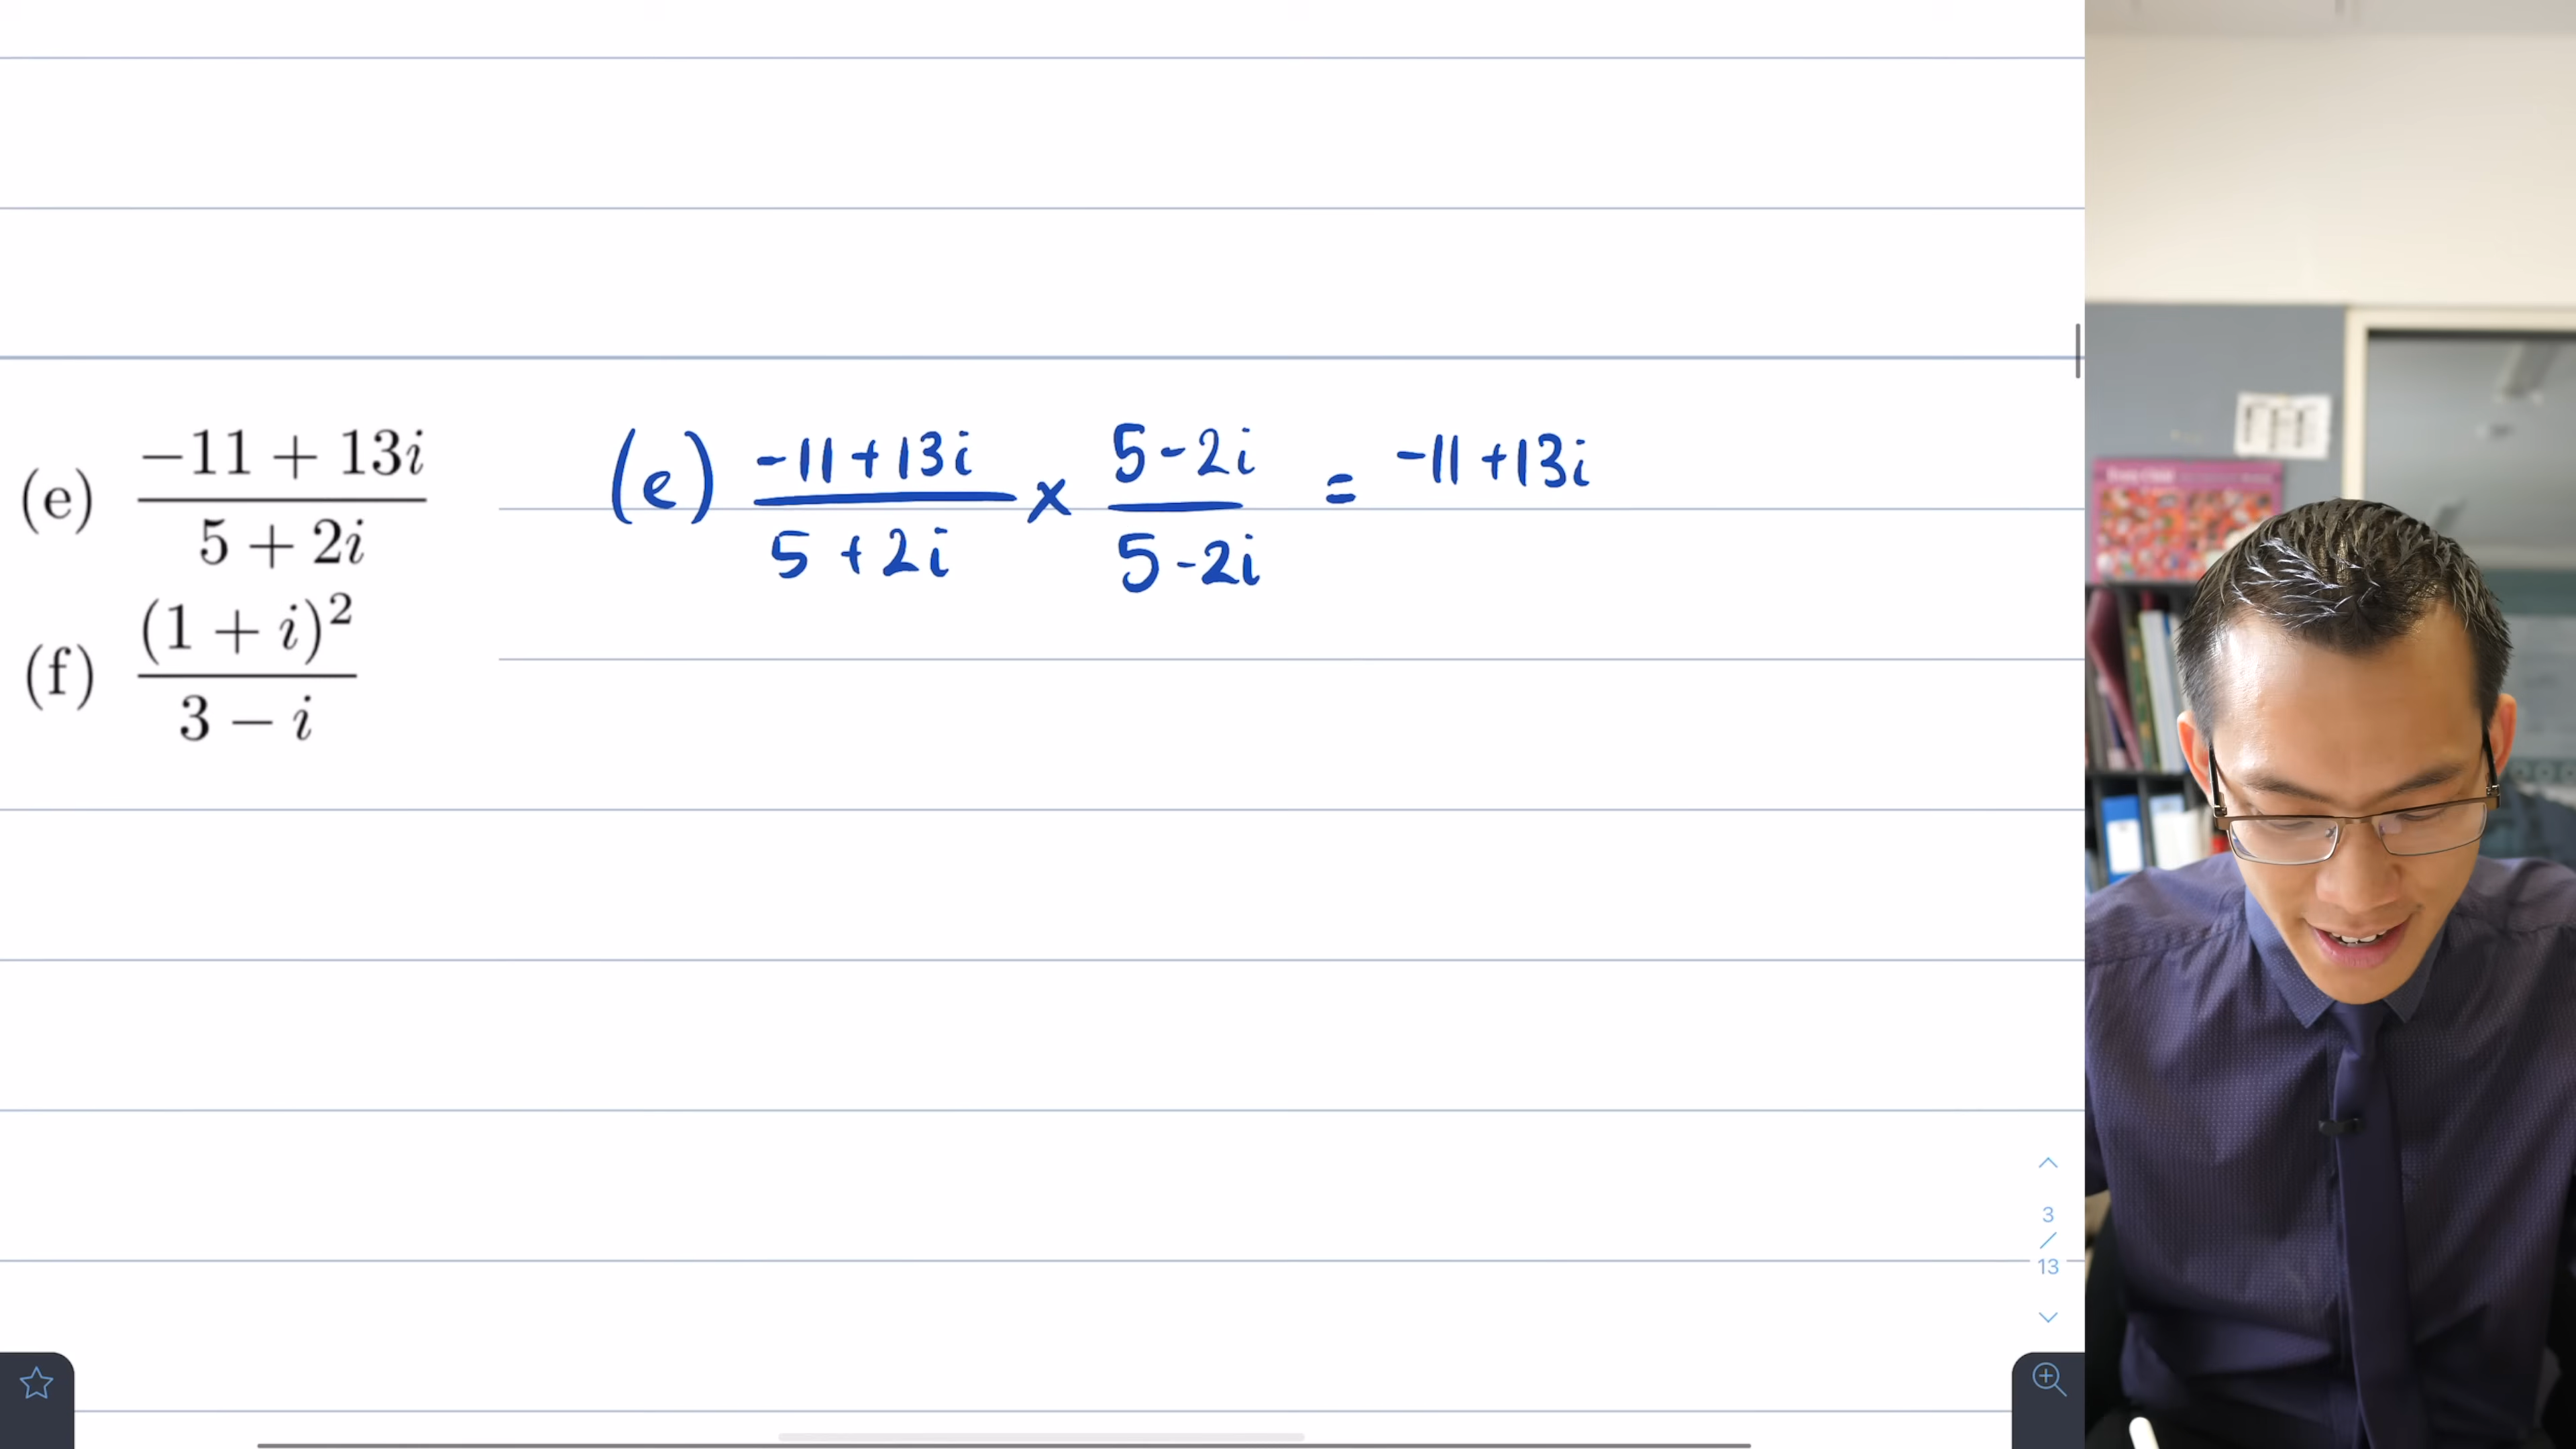 (e) −11 + 13i / 5 + 2i
(f) (1 + i)² / 3 − i
(e) -11+13i / 5+2i x 5-2i / 5-2i = -11+13i
3
/
13